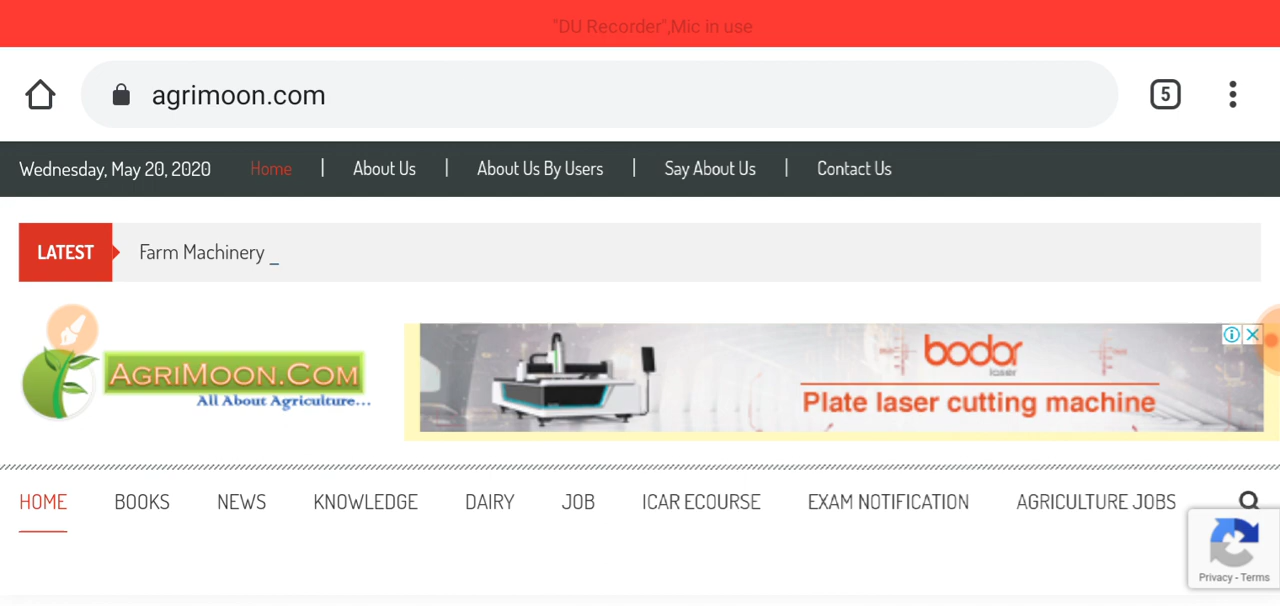 "DU Recorder",Mic in use
agrimoon.com
5
Wednesday, May 20, 2020 Home | About Us | About Us By Users | Say About Us | Contact Us
LATEST Farm Machinery _
AGRIMOON.COM
All About Agriculture...
bodor
laser
Plate laser cutting machine
HOME BOOKS NEWS KNOWLEDGE DAIRY JOB ICAR ECOURSE EXAM NOTIFICATION AGRICULTURE JOBS
Privacy - Terms